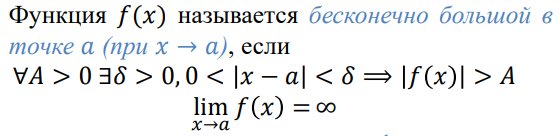 Функция 𝑓(𝑥) называется бесконечно большой в
точке a (при 𝑥 → 𝑎), если
∀𝐴 > 0 ∃𝛿 > 0, 0 < |𝑥 − 𝑎| < 𝛿 ⟹ |𝑓(𝑥)| > 𝐴
lim 𝑓(𝑥) = ∞
𝑥→𝑎